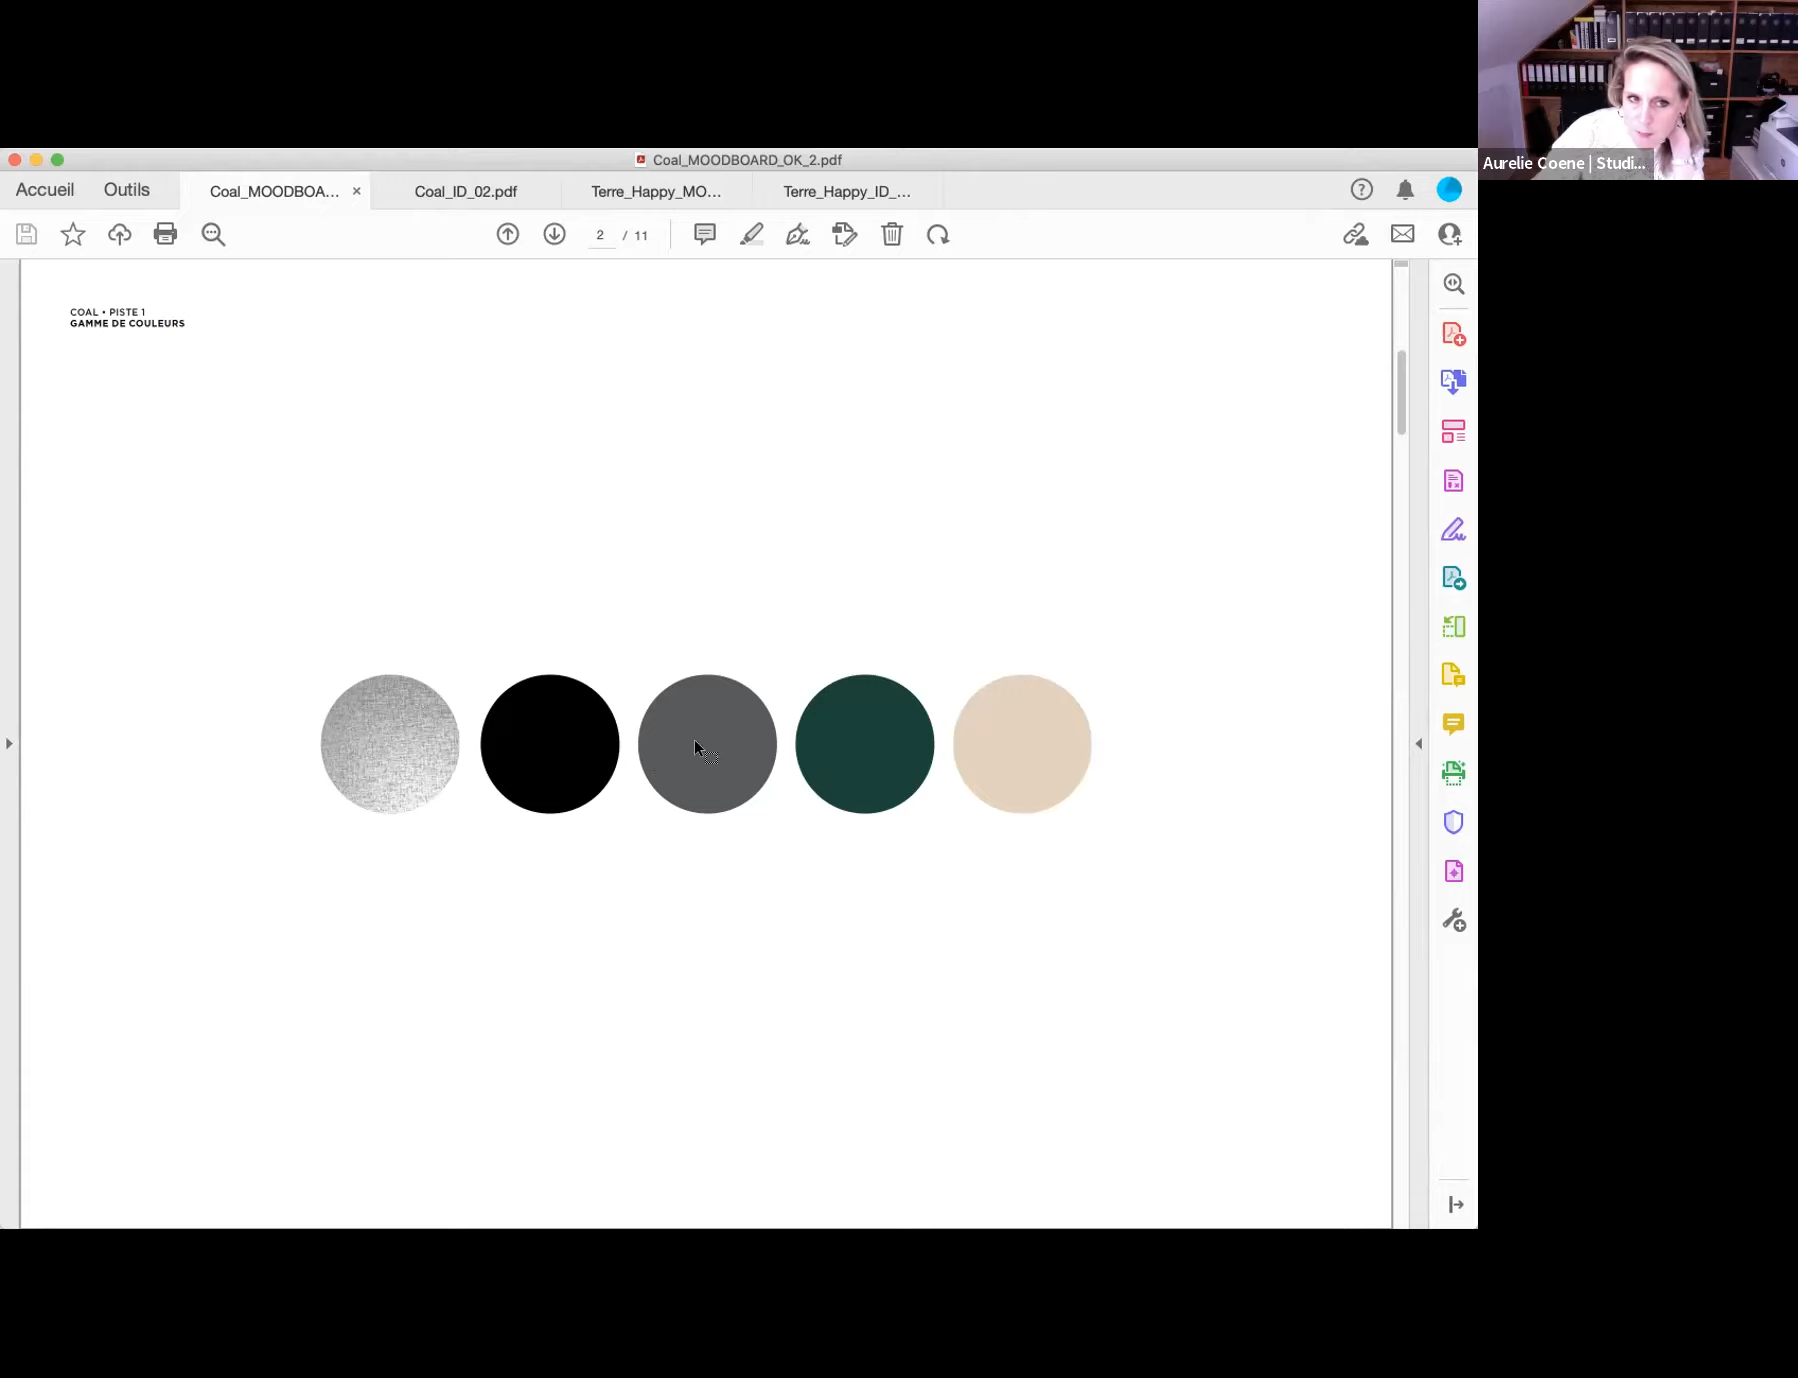 Coal_MOODBOARD_OK_2.pdf
Accueil
Outils
Coal_MOODBOA...
Coal_ID_02.pdf
Terre_Happy_MO...
Terre_Happy_ID_...
2 / 11
Aurelie Coene | Studi...
COAL • PISTE 1
GAMME DE COULEURS